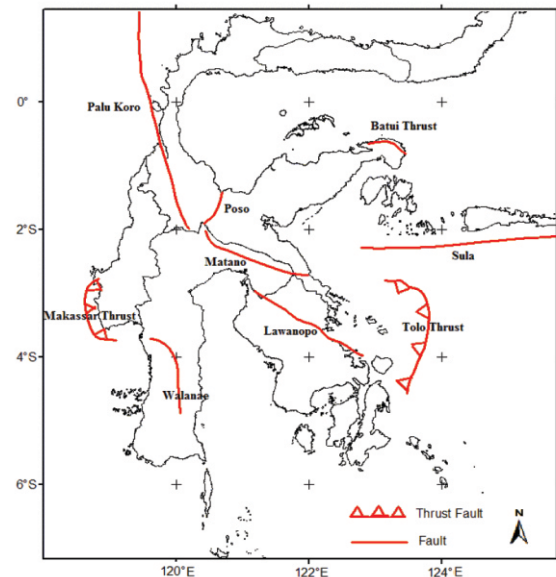 0°
Palu Koro
Batui Thrust
2°S
Poso
Sula
Matano
Makassar Thrust
Lawanopo
Tolo Thrust
4°S
Walanae
6°S
N
Thrust Fault
Fault
120°E
122°E
124°E